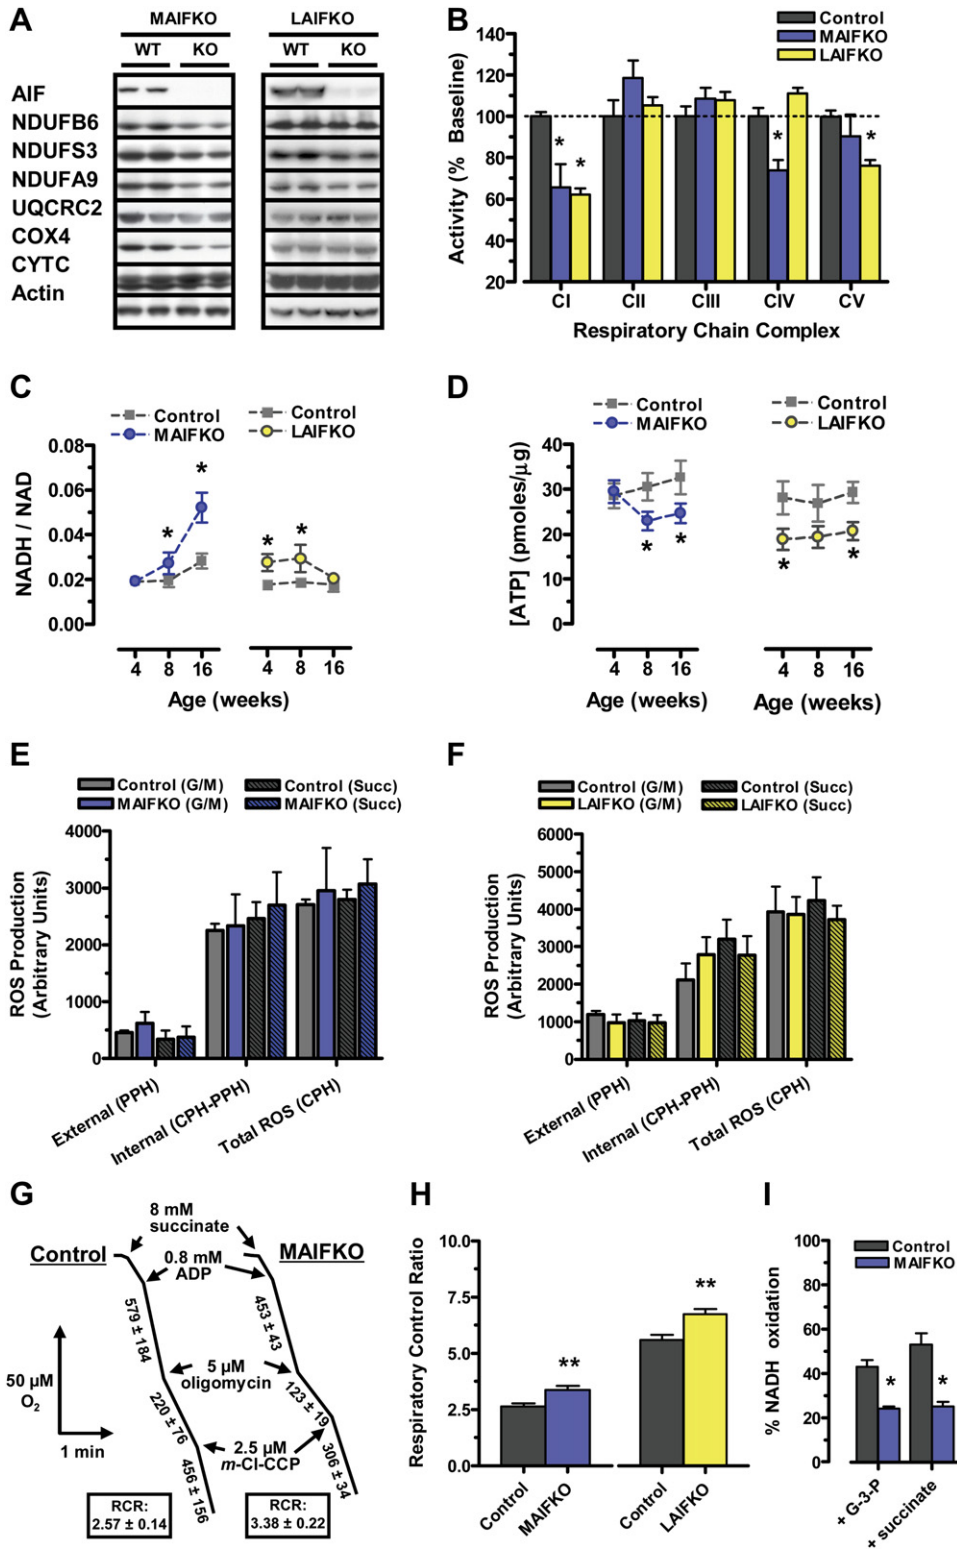 A
MAIFKO
LAIFKO
WT KO
WT KO
AIF
NDUFB6
NDUFS3
NDUFA9
UQCRC2
COX4
CYTC
Actin
B
Control
MAIFKO
LAIFKO
Activity (% Baseline)
140
120
100
80
60
40
20
*
*
*
*
CI CII CIII CIV CV
Respiratory Chain Complex
C
Control
MAIFKO
Control
LAIFKO
NADH / NAD
0.08
0.06
0.04
0.02
0.00
*
*
*
*
4 8 16
4 8 16
Age (weeks)
D
Control
MAIFKO
Control
LAIFKO
[ATP] (pmoles/µg)
40
30
20
10
0
*
*
*
*
4 8 16
4 8 16
Age (weeks)
Age (weeks)
E
Control (G/M)
Control (Succ)
MAIFKO (G/M)
MAIFKO (Succ)
ROS Production
(Arbitrary Units)
4000
3000
2000
1000
0
External (PPH)
Internal (CPH-PPH)
Total ROS (CPH)
F
Control (G/M)
Control (Succ)
LAIFKO (G/M)
LAIFKO (Succ)
ROS Production
(Arbitrary Units)
6000
5000
4000
3000
2000
1000
0
External (PPH)
Internal (CPH-PPH)
Total ROS (CPH)
G
8 mM
succinate
Control
MAIFKO
0.8 mM
ADP
579 ± 184
453 ± 43
5 µM
oligomycin
220 ± 76
123 ± 19
2.5 µM
m-Cl-CCP
456 ± 156
306 ± 34
50 µM
O2
1 min
RCR:
2.57 ± 0.14
RCR:
3.38 ± 0.22
H
Respiratory Control Ratio
10.0
7.5
5.0
2.5
0.0
**
**
Control
MAIFKO
Control
LAIFKO
I
Control
MAIFKO
% NADH oxidation
100
80
60
40
20
0
*
*
+ G-3-P
+ succinate